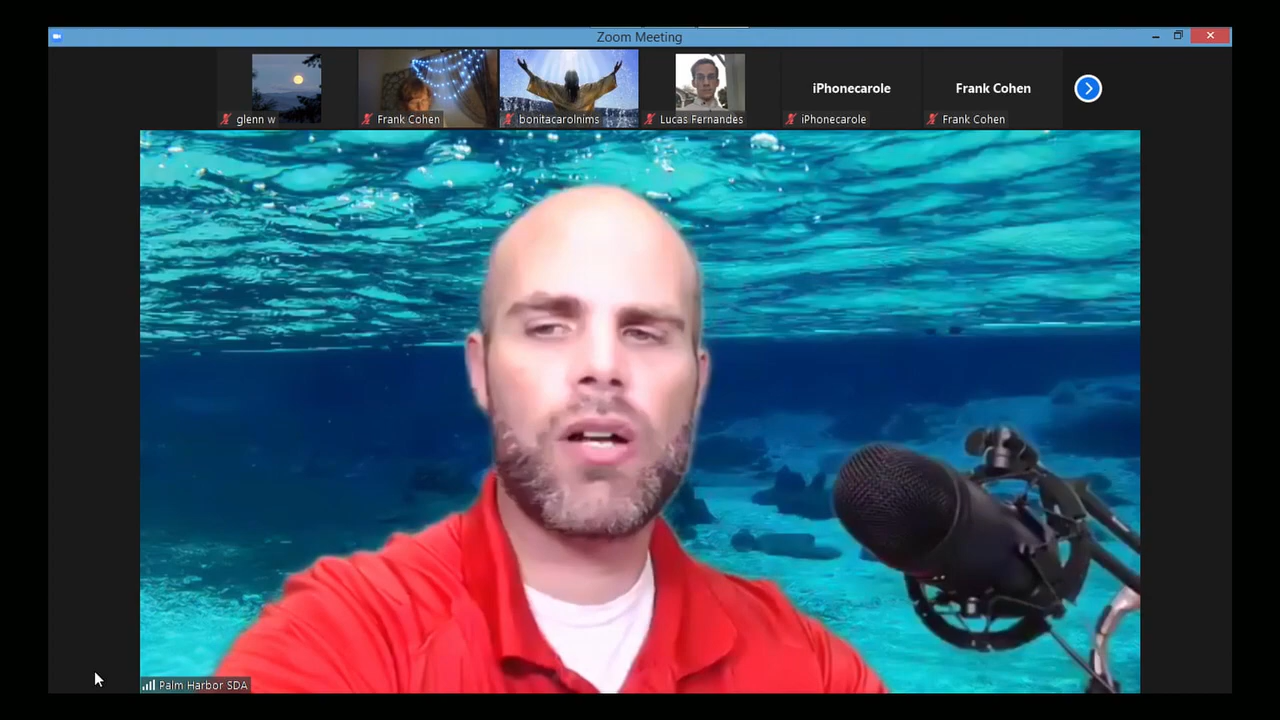 Zoom Meeting
iPhonecarole
Frank Cohen
glenn w
Frank Cohen
bonitacarolnims
Lucas Fernandes
iPhonecarole
Frank Cohen
Palm Harbor SDA